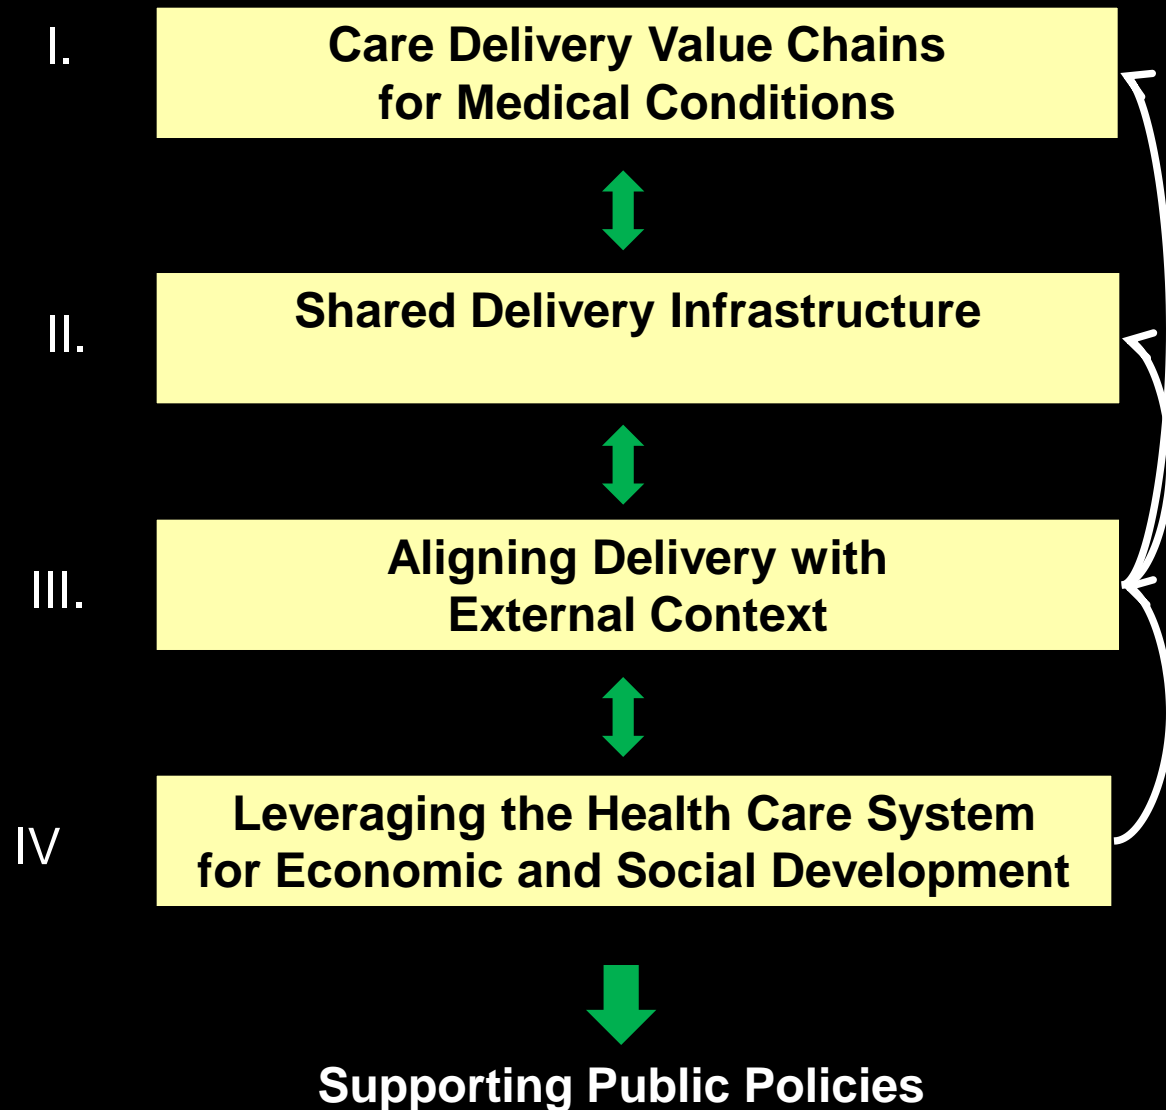 I.
Care Delivery Value Chains
for Medical Conditions
II.
Shared Delivery Infrastructure
III.
Aligning Delivery with
External Context
IV
Leveraging the Health Care System
for Economic and Social Development
Supporting Public Policies